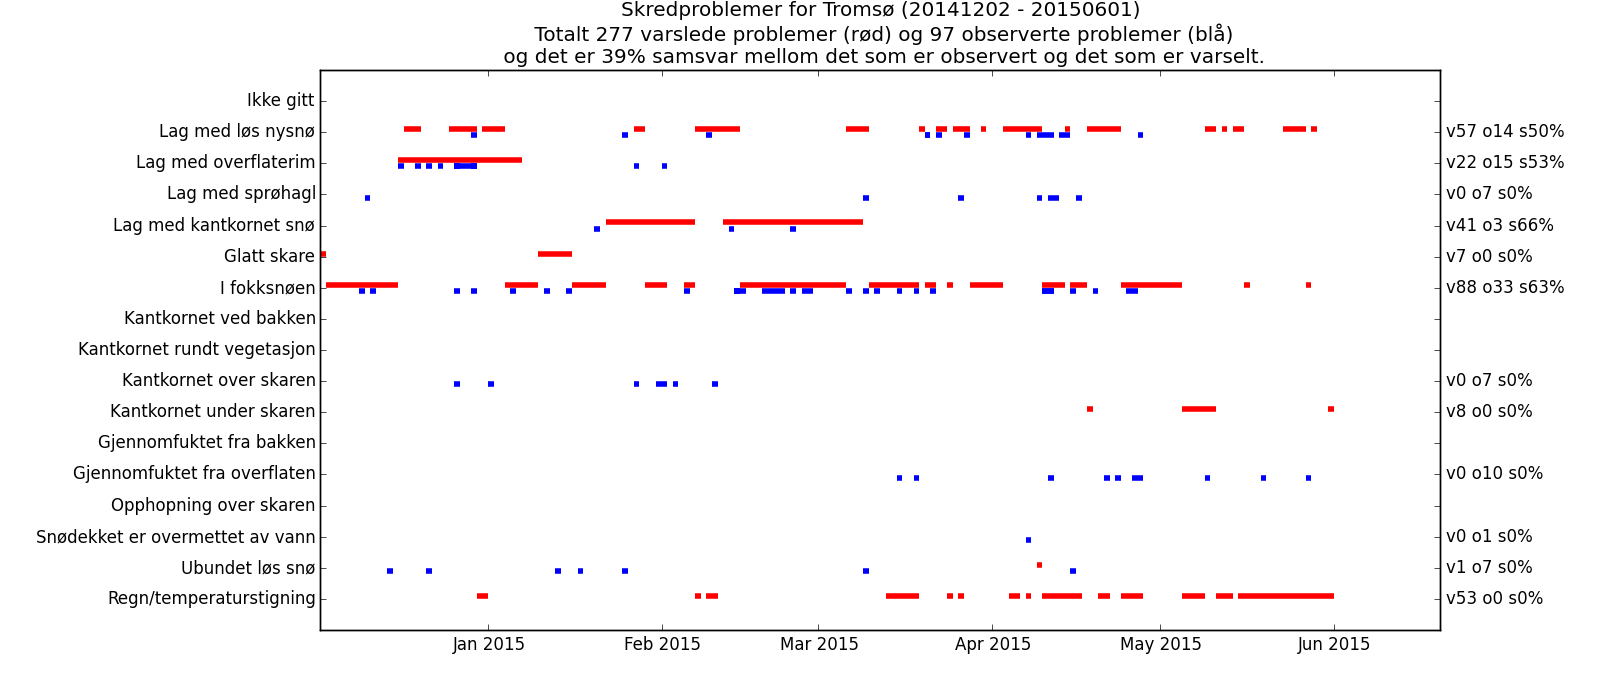 Skredproblemer for Tromsø (20141202 - 20150601)
Totalt 277 varslede problemer (rød) og 97 observerte problemer (blå)
og det er 39% samsvar mellom det som er observert og det som er varselt.
Ikke gitt
Lag med løs nysnø v57 o14 s50%
Lag med overflaterim v22 o15 s53%
Lag med sprøhagl v0 o7 s0%
Lag med kantkornet snø v41 o3 s66%
Glatt skare v7 o0 s0%
I fokksnøen v88 o33 s63%
Kantkornet ved bakken
Kantkornet rundt vegetasjon
Kantkornet over skaren v0 o7 s0%
Kantkornet under skaren v8 o0 s0%
Gjennomfuktet fra bakken
Gjennomfuktet fra overflaten v0 o10 s0%
Opphopning over skaren
Snødekket er overmettet av vann v0 o1 s0%
Ubundet løs snø v1 o7 s0%
Regn/temperaturstigning v53 o0 s0%
Jan 2015 Feb 2015 Mar 2015 Apr 2015 May 2015 Jun 2015